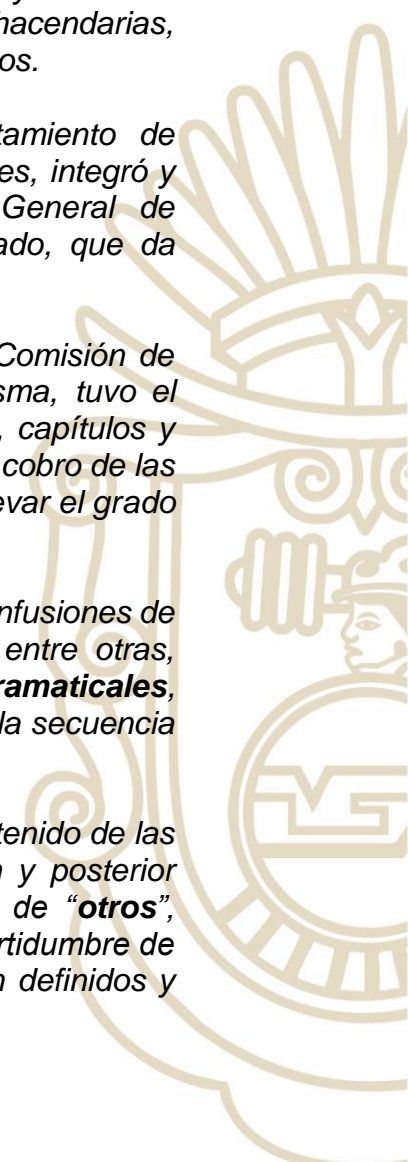 hacendarias,
os.
tamiento de
es, integró y
General de
ado, que da
Comisión de
sma, tuvo el
, capítulos y
cobro de las
evar el grado
nfusiones de
entre otras,
ramaticales,
la secuencia
tenido de las
n y posterior
de “otros”,
rtidumbre de
n definidos y